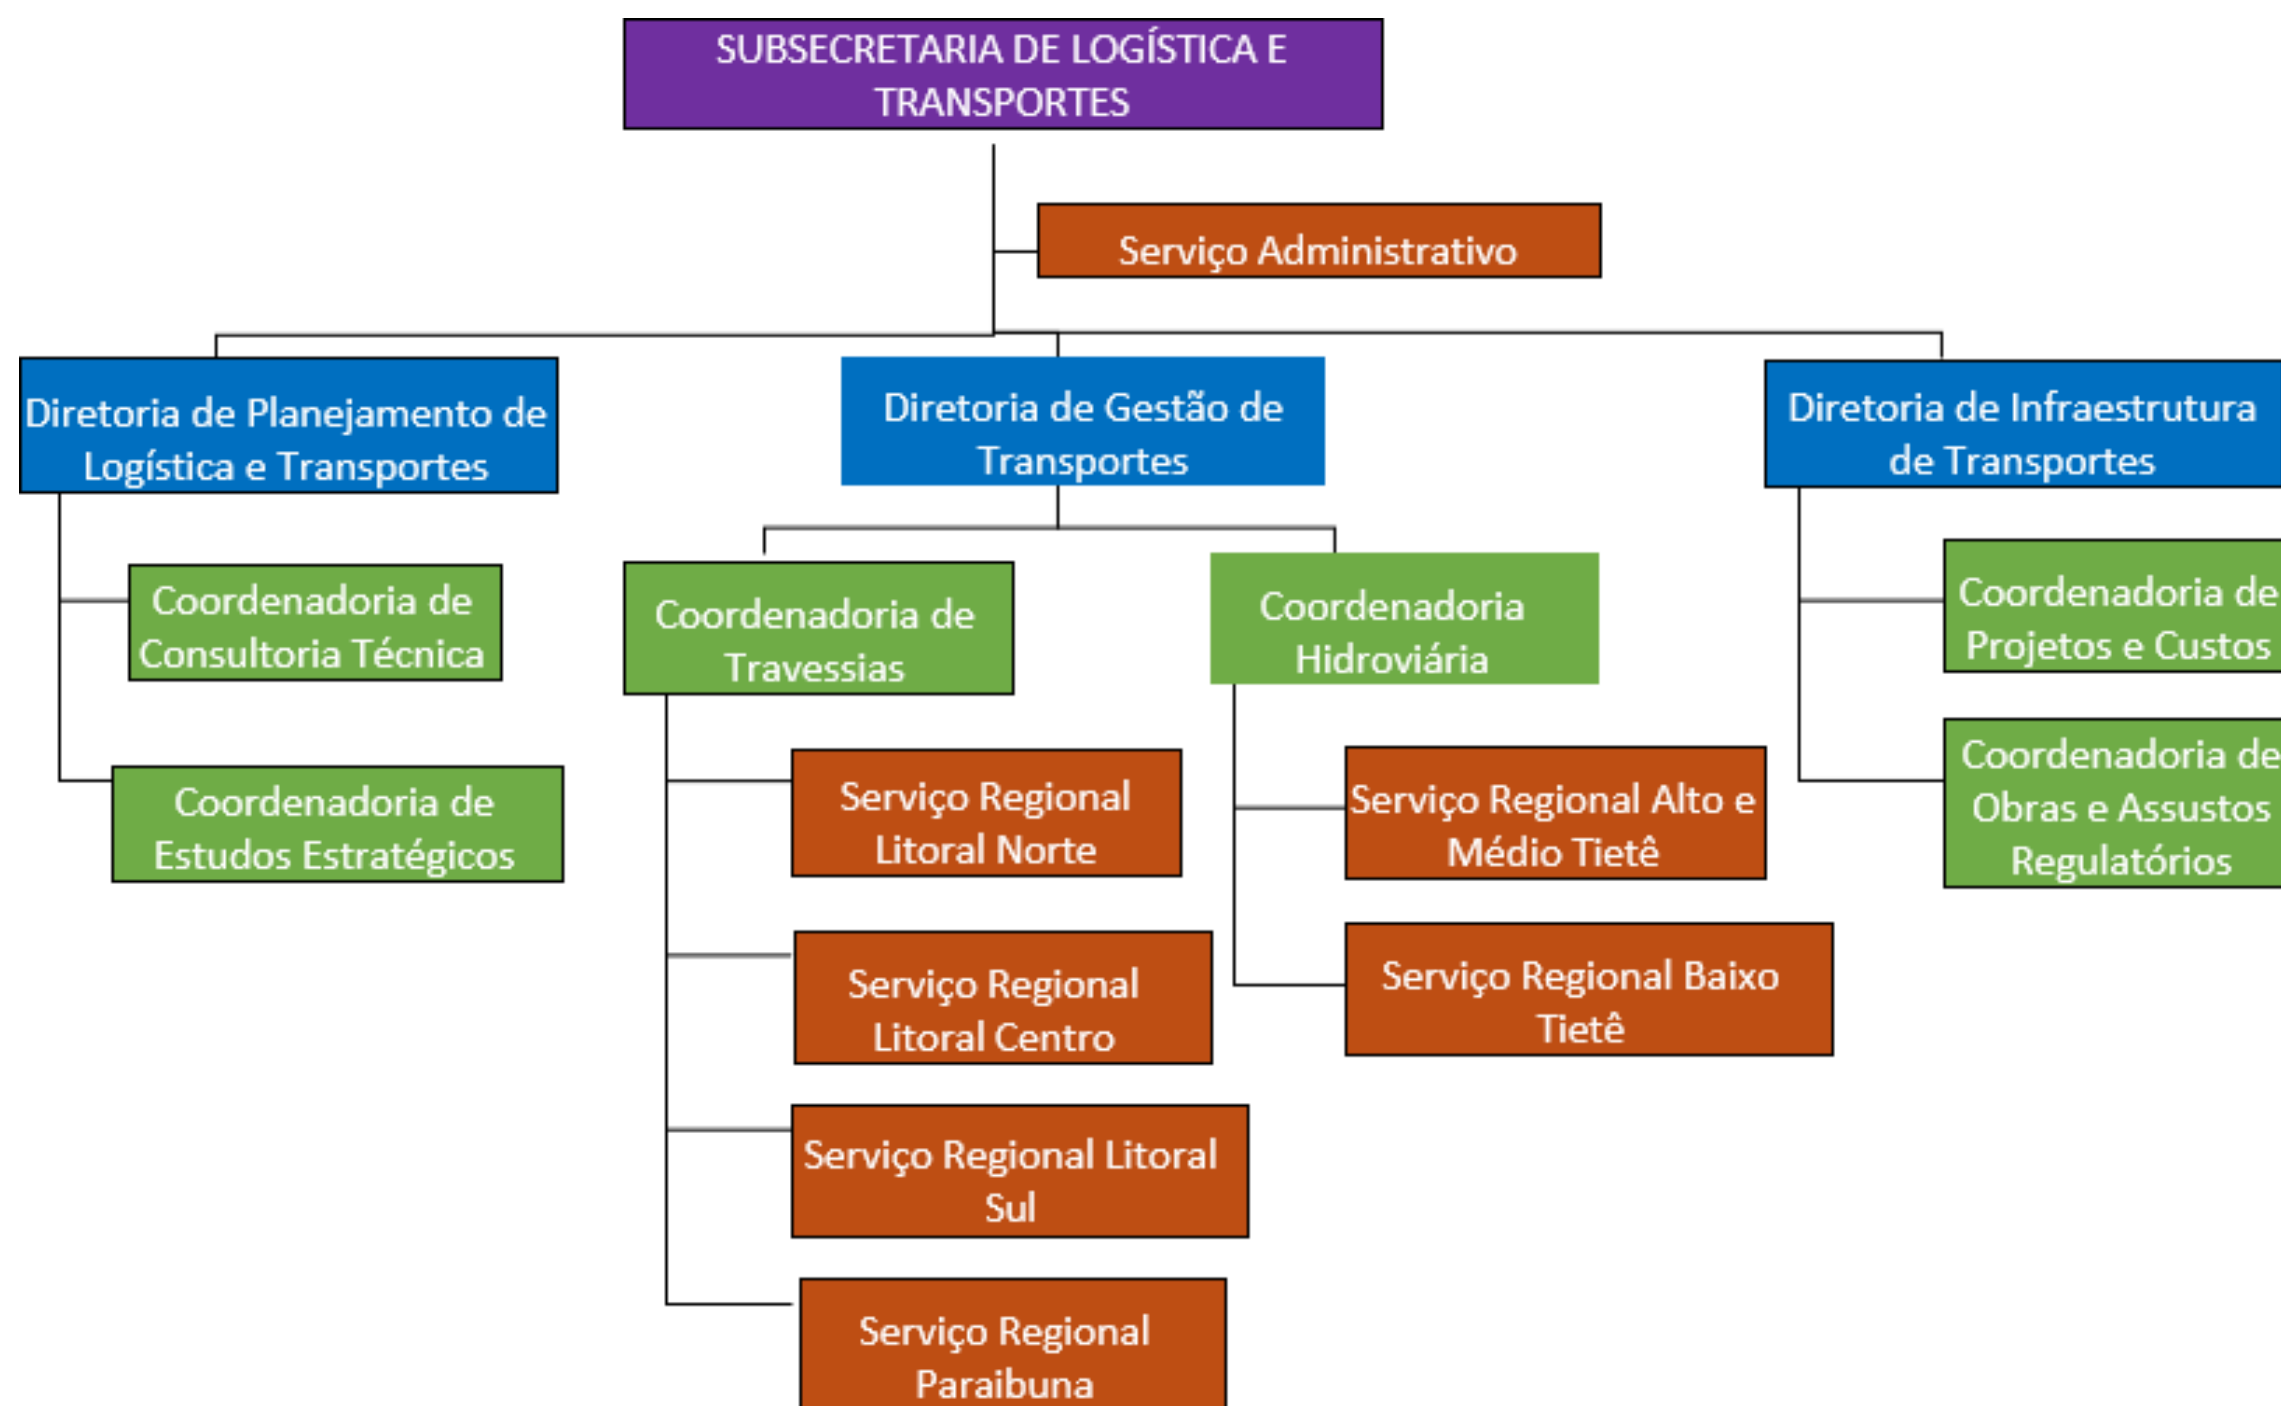 SUBSECRETARIA DE LOGÍSTICA E
TRANSPORTES
Serviço Administrativo
Diretoria de Planejamento de
Logística e Transportes
Diretoria de Gestão de
Transportes
Diretoria de Infraestrutura
de Transportes
Coordenadoria de
Consultoria Técnica
Coordenadoria de
Estudos Estratégicos
Coordenadoria de
Travessias
Serviço Regional
Litoral Norte
Serviço Regional
Litoral Centro
Serviço Regional Litoral
Sul
Serviço Regional
Paraibuna
Coordenadoria
Hidroviária
Serviço Regional Alto e
Médio Tietê
Serviço Regional Baixo
Tietê
Coordenadoria de
Projetos e Custos
Coordenadoria de
Obras e Assustos
Regulatórios